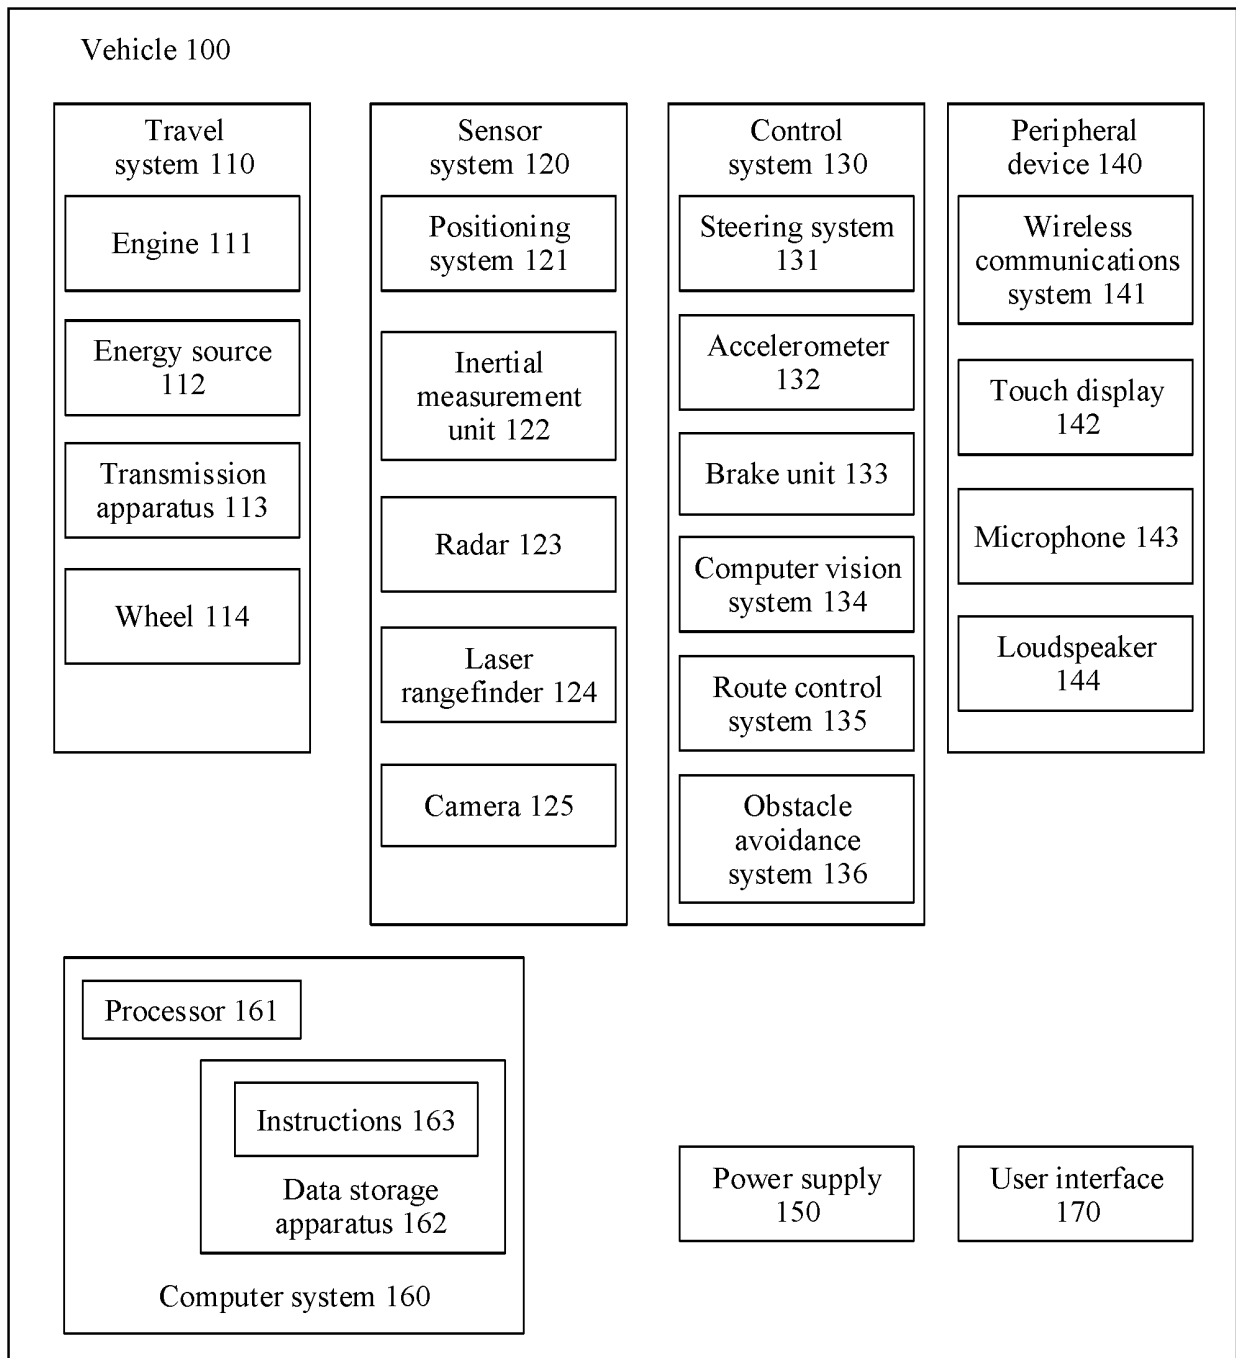 Vehicle 100
Travel
system 110
Engine 111
Energy source
112
Transmission
apparatus 113
Wheel 114
Sensor
system 120
Positioning
system 121
Inertial
measurement
unit 122
Radar 123
Laser
rangefinder 124
Camera 125
Control
system 130
Steering system
131
Accelerometer
132
Brake unit 133
Computer vision
system 134
Route control
system 135
Obstacle
avoidance
system 136
Peripheral
device 140
Wireless
communications
system 141
Touch display
142
Microphone 143
Loudspeaker
144
Processor 161
Instructions 163
Data storage
apparatus 162
Computer system 160
Power supply
150
User interface
170